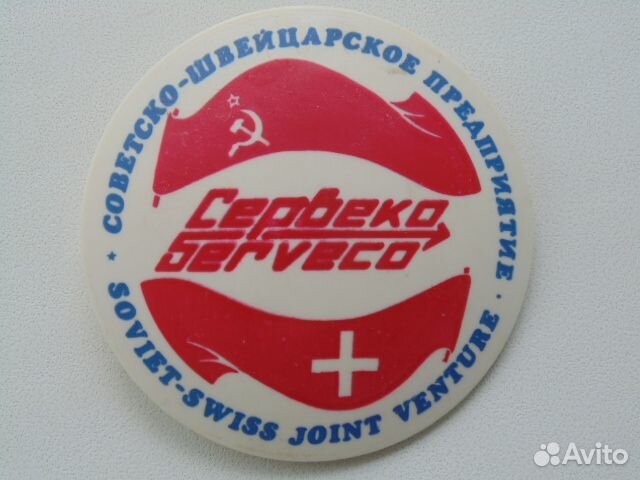 СОВЕТСКО-ШВЕЙЦАРСКОЕ ПРЕДПРИЯТИЕ
Сервеко
Serveco
SOVIET-SWISS JOINT VENTURE
Avito